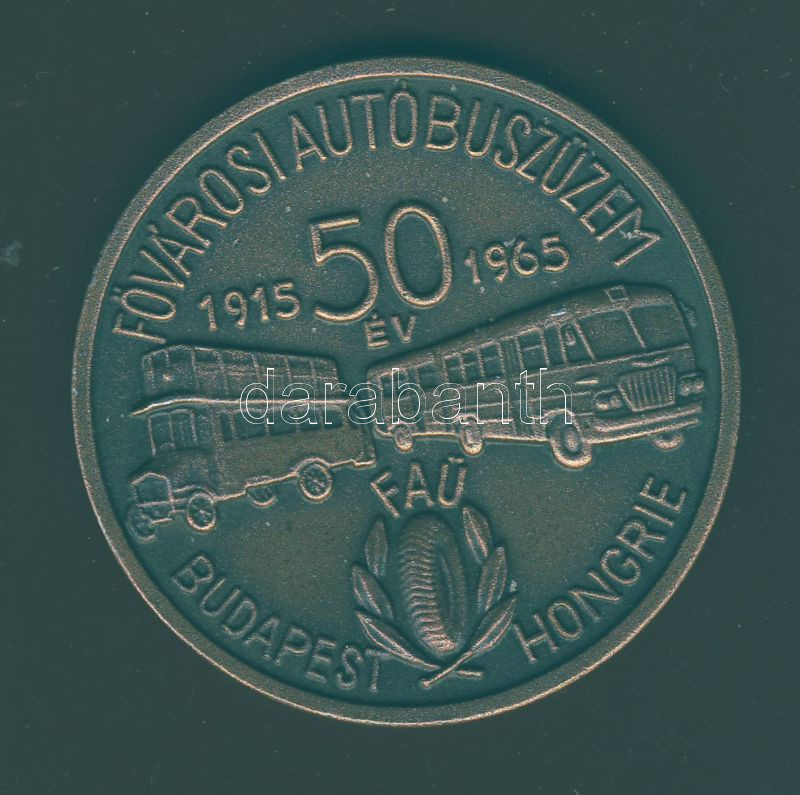 FŐVÁROSI AUTÓBUSZÜZEM
50
1915 1965
ÉV
darabanth
FAÜ
BUDAPEST HONGRIE